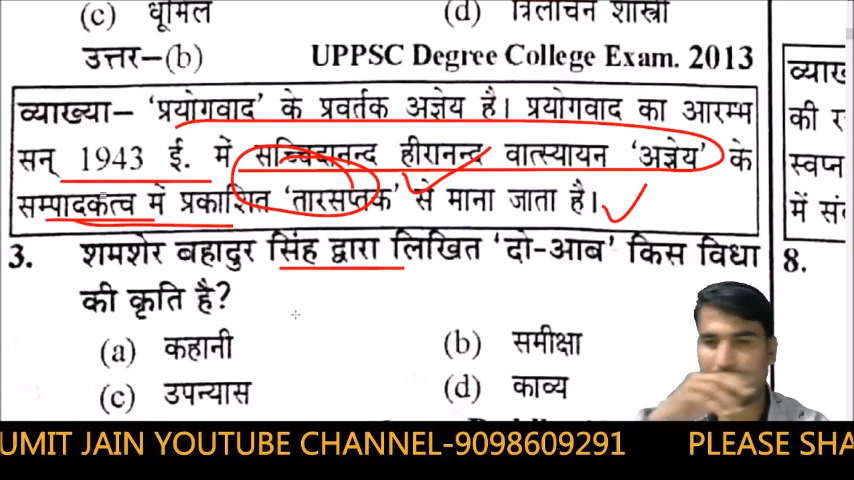 (c) धूमिल (d) त्रिलोचन शास्त्री
उत्तर–(b) UPPSC Degree College Exam. 2013
व्याख्या– 'प्रयोगवाद' के प्रवर्तक अज्ञेय है। प्रयोगवाद का आरम्भ
सन् 1943 ई. में सच्चिदानन्द हीरानन्द वात्स्यायन 'अज्ञेय' के
सम्पादकत्व में प्रकाशित 'तारसप्तक' से माना जाता है।
3. शमशेर बहादुर सिंह द्वारा लिखित 'दो-आब' किस विधा
की कृति है?
(a) कहानी (b) समीक्षा
(c) उपन्यास (d) काव्य
की
में
8.
UMIT JAIN YOUTUBE CHANNEL-9098609291 PLEASE SHA